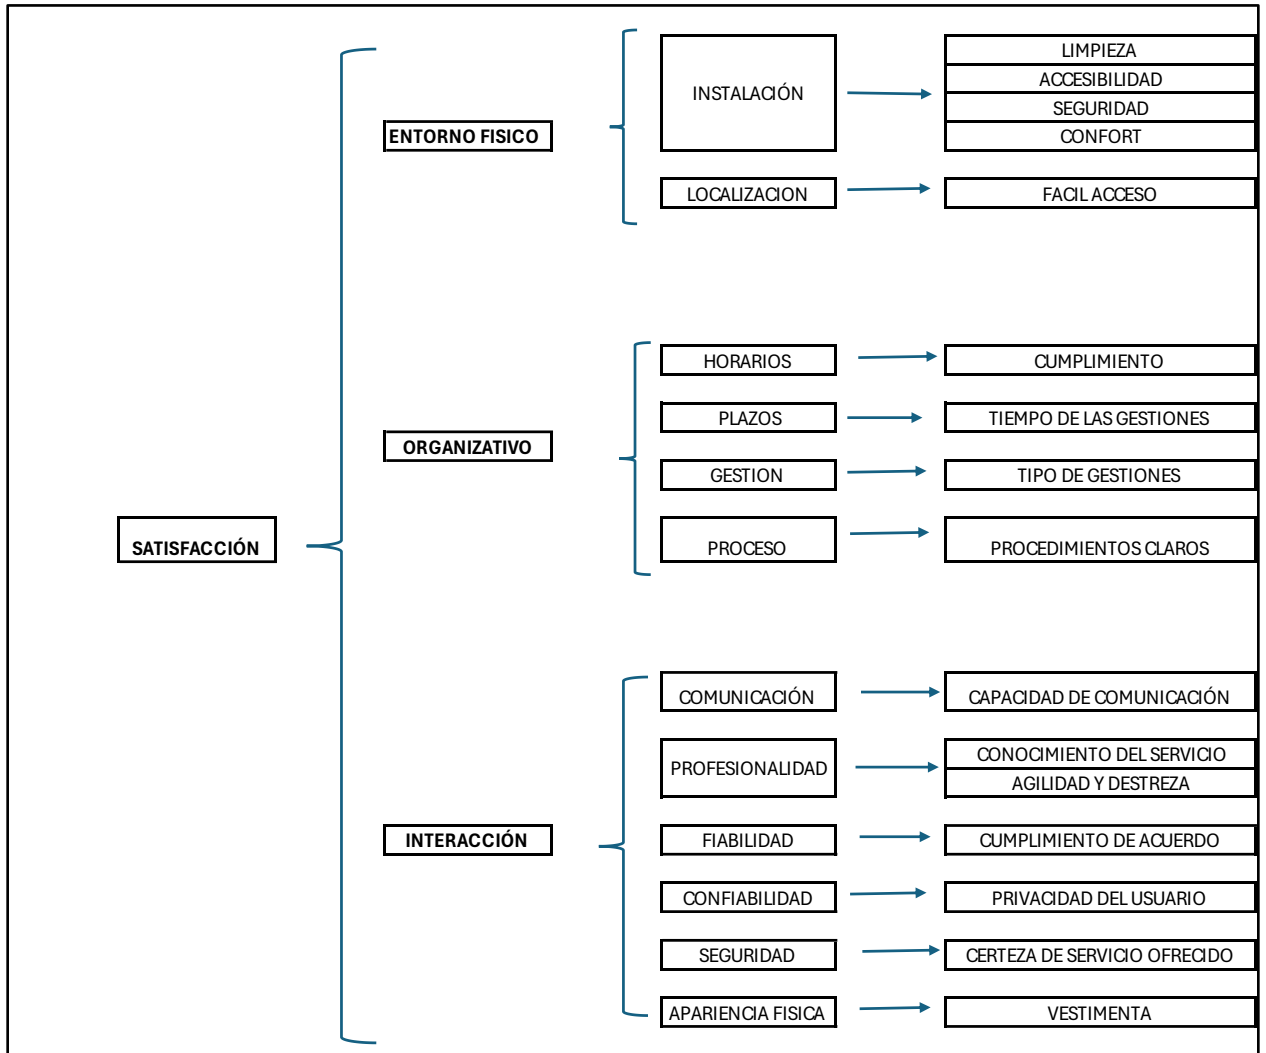 SATISFACCIÓN
ENTORNO FISICO
INSTALACIÓN
LIMPIEZA
ACCESIBILIDAD
SEGURIDAD
CONFORT
LOCALIZACION
FACIL ACCESO
ORGANIZATIVO
HORARIOS
CUMPLIMIENTO
PLAZOS
TIEMPO DE LAS GESTIONES
GESTION
TIPO DE GESTIONES
PROCESO
PROCEDIMIENTOS CLAROS
INTERACCIÓN
COMUNICACIÓN
CAPACIDAD DE COMUNICACIÓN
PROFESIONALIDAD
CONOCIMIENTO DEL SERVICIO
AGILIDAD Y DESTREZA
FIABILIDAD
CUMPLIMIENTO DE ACUERDO
CONFIABILIDAD
PRIVACIDAD DEL USUARIO
SEGURIDAD
CERTEZA DE SERVICIO OFRECIDO
APARIENCIA FISICA
VESTIMENTA